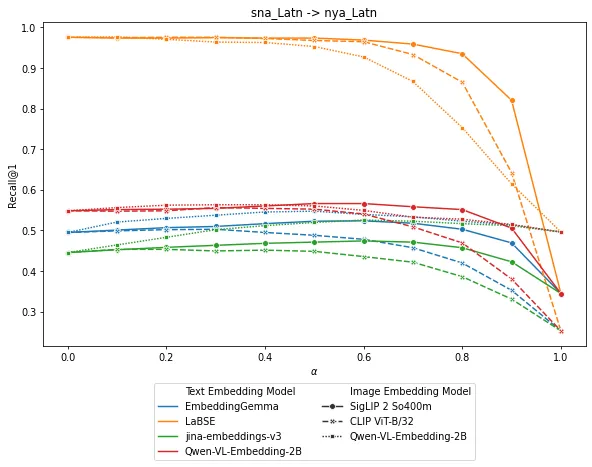 sna_Latn -> nya_Latn
1.0
0.9
0.8
0.7
0.6
0.5
0.4
0.3
Recall@1
0.0 0.2 0.4 0.6 0.8 1.0
α
Text Embedding Model Image Embedding Model
EmbeddingGemma SigLIP 2 So400m
LaBSE CLIP ViT-B/32
jina-embeddings-v3 Qwen-VL-Embedding-2B
Qwen-VL-Embedding-2B